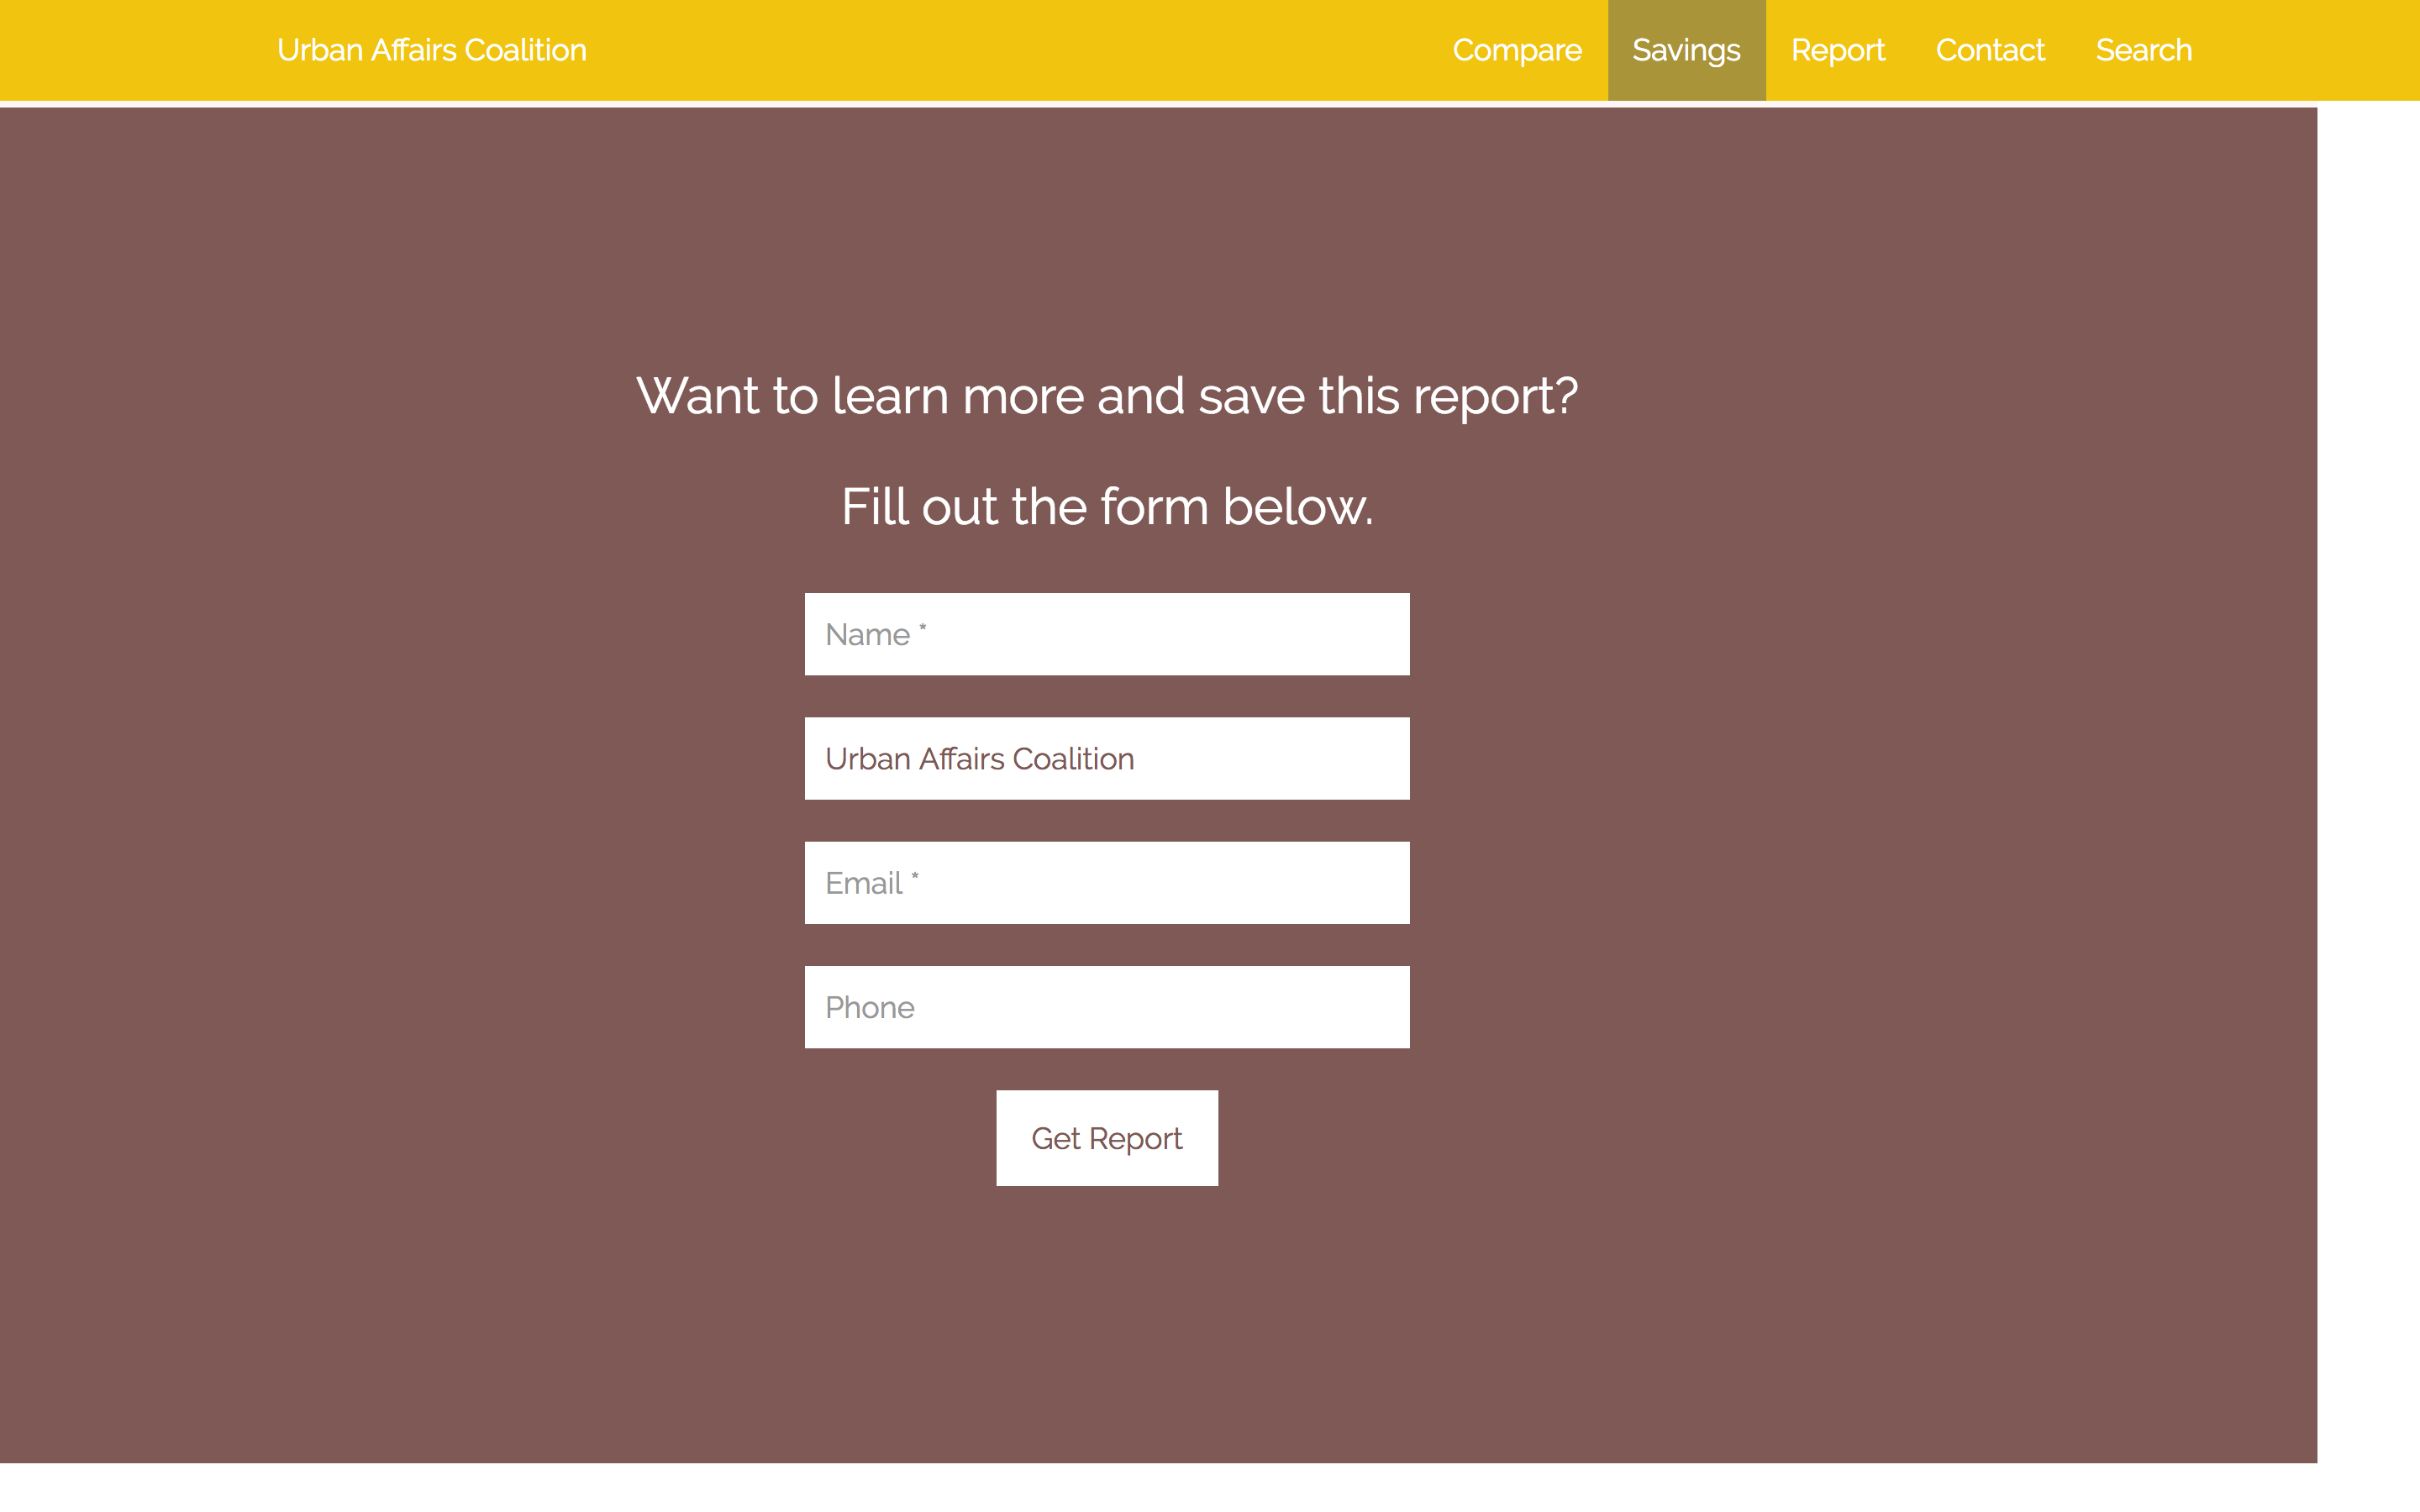 Urban Affairs Coalition Compare Savings Report Contact Search
Want to learn more and save this report?
Fill out the form below.
Name *
Urban Affairs Coalition
Email *
Phone
Get Report